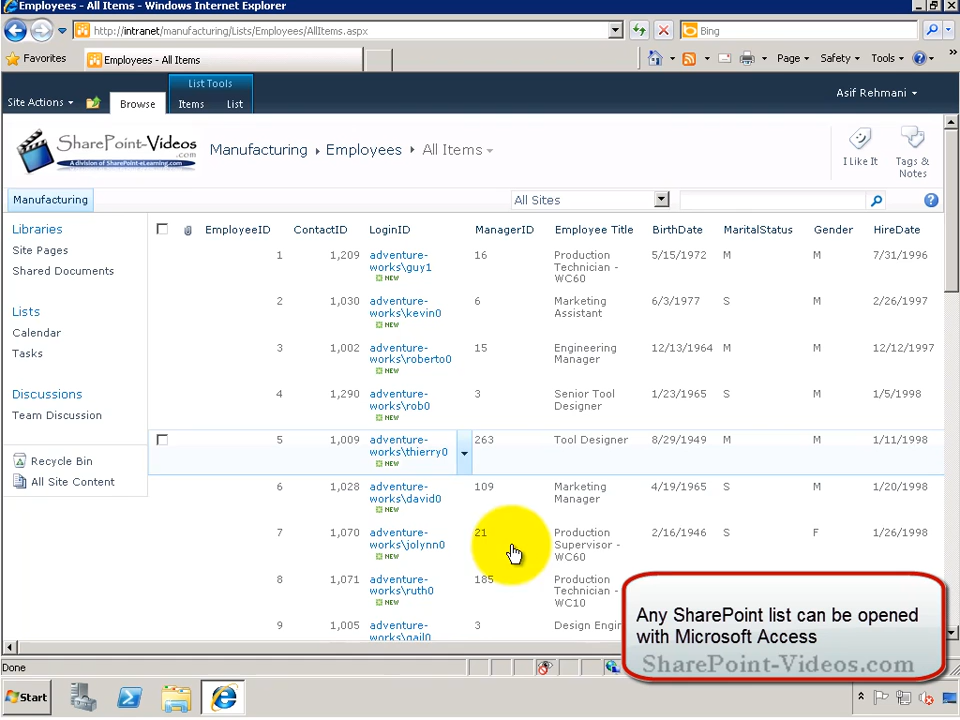 Employees - All Items - Windows Internet Explorer
http://intranet/manufacturing/Lists/Employees/AllItems.aspx
Bing
Favorites
Employees - All Items
Page
Safety
Tools
»
List Tools
Site Actions
Browse
Items
List
Asif Rehmani
SharePoint-Videos
.com
A division of SharePoint-eLearning.com
Manufacturing
Employees
All Items
I Like It
Tags &
Notes
Manufacturing
All Sites
Libraries
Site Pages
Shared Documents
Lists
Calendar
Tasks
Discussions
Team Discussion
Recycle Bin
All Site Content
EmployeeID ContactID LoginID ManagerID Employee Title BirthDate MaritalStatus Gender HireDate
1 1,209 adventure- 16 Production 5/15/1972 M M 7/31/1996
works\guy1 Technician -
NEW WC60
2 1,030 adventure- 6 Marketing 6/3/1977 S M 2/26/1997
works\kevin0 Assistant
NEW
3 1,002 adventure- 15 Engineering 12/13/1964 M M 12/12/1997
works\roberto0 Manager
NEW
4 1,290 adventure- 3 Senior Tool 1/23/1965 S M 1/5/1998
works\rob0 Designer
NEW
5 1,009 adventure- 263 Tool Designer 8/29/1949 M M 1/11/1998
works\thierry0
NEW
6 1,028 adventure- 109 Marketing 4/19/1965 S M 1/20/1998
works\david0 Manager
NEW
7 1,070 adventure- 21 Production 2/16/1946 S F 1/26/1998
works\jolynn0 Supervisor -
NEW WC60
8 1,071 adventure- 185 Production
works\ruth0 Technician -
NEW WC10
9 1,005 adventure- 3 Design
works\gail0
Any SharePoint list can be opened
with Microsoft Access
SharePoint-Videos.com
Done
Start